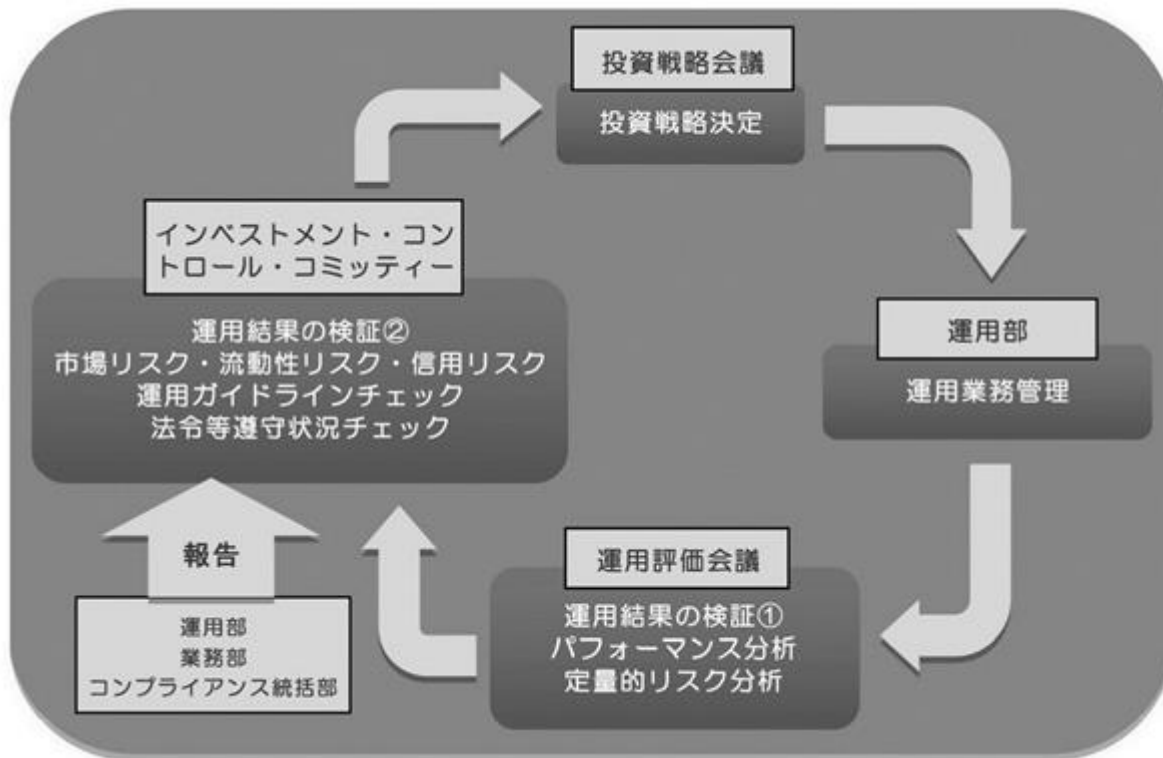 投資戦略会議
投資戦略決定
インベストメント・コン
トロール・コミッティー
運用結果の検証②
市場リスク・流動性リスク・信用リスク
運用ガイドラインチェック
法令等遵守状況チェック
運用部
運用業務管理
運用評価会議
運用結果の検証①
パフォーマンス分析
定量的リスク分析
報告
運用部
業務部
コンプライアンス統括部